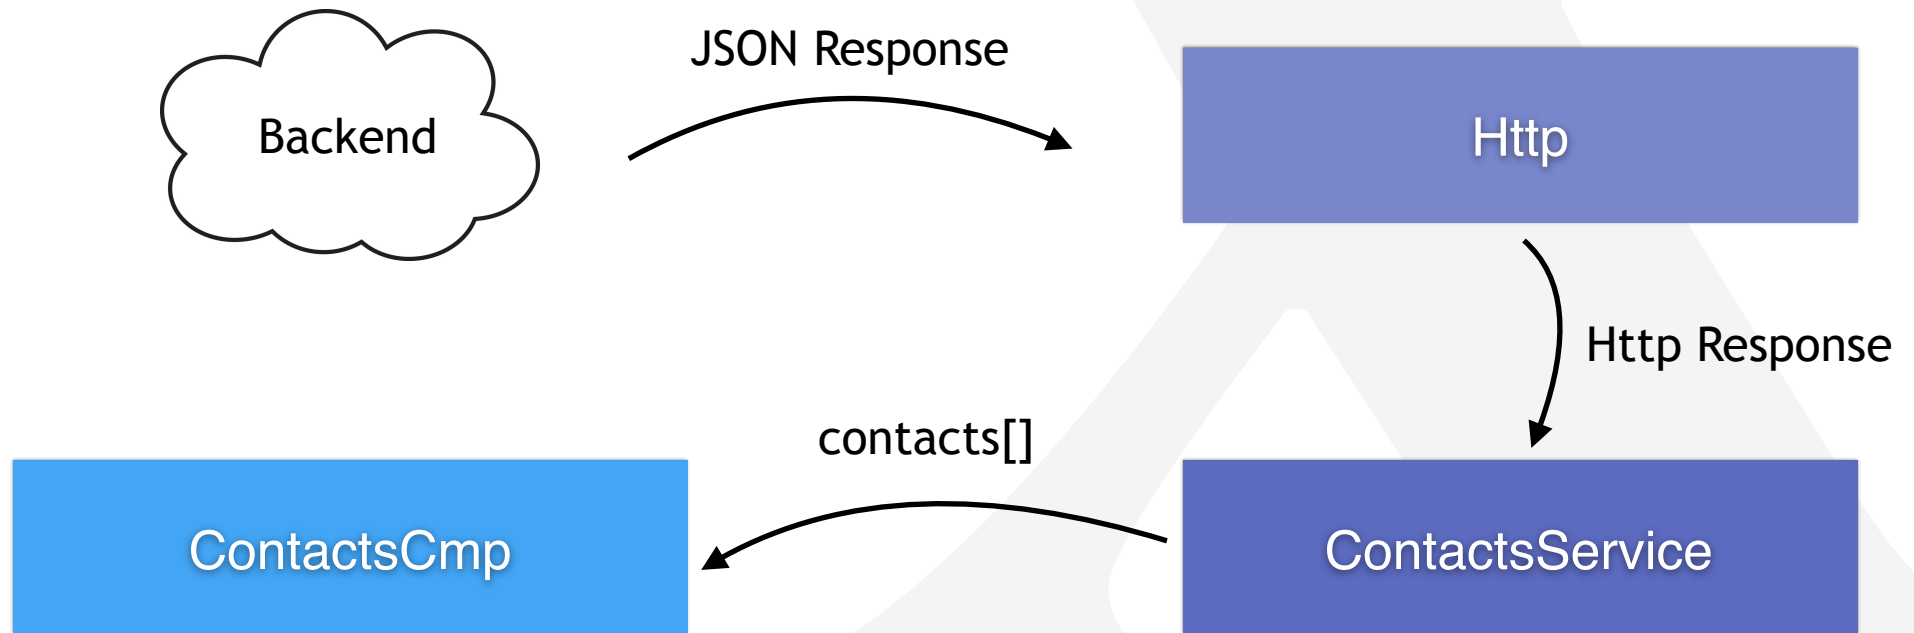 JSON Response
Backend
Http
Http Response
contacts[]
ContactsCmp
ContactsService